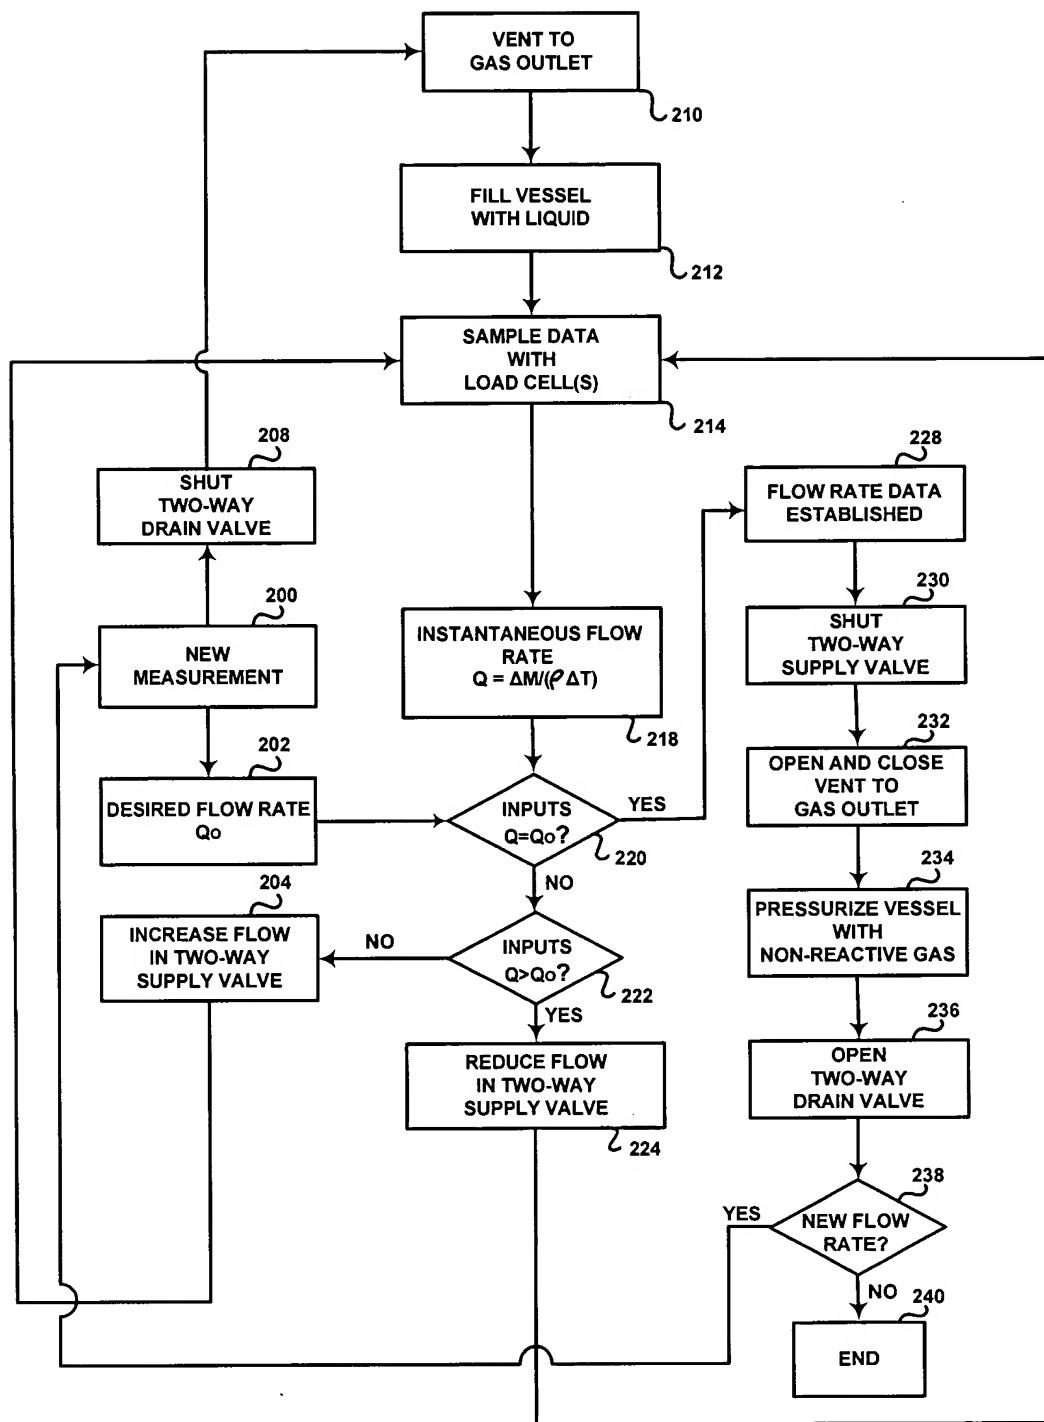 VENT TO
GAS OUTLET
210
FILL VESSEL
WITH LIQUID
212
SAMPLE DATA
WITH
LOAD CELL(S)
214
208
SHUT
TWO-WAY
DRAIN VALVE
228
FLOW RATE DATA
ESTABLISHED
200
NEW
MEASUREMENT
INSTANTANEOUS FLOW
RATE
Q = ΔM/(ρ ΔT)
218
230
SHUT
TWO-WAY
SUPPLY VALVE
202
DESIRED FLOW RATE
Qo
INPUTS
Q=Qo?
220
YES
NO
232
OPEN AND CLOSE
VENT TO
GAS OUTLET
204
INCREASE FLOW
IN TWO-WAY
SUPPLY VALVE
NO
INPUTS
Q>Qo?
222
YES
234
PRESSURIZE VESSEL
WITH
NON-REACTIVE GAS
REDUCE FLOW
IN TWO-WAY
SUPPLY VALVE
224
236
OPEN
TWO-WAY
DRAIN VALVE
238
YES
NEW FLOW
RATE?
NO
240
END